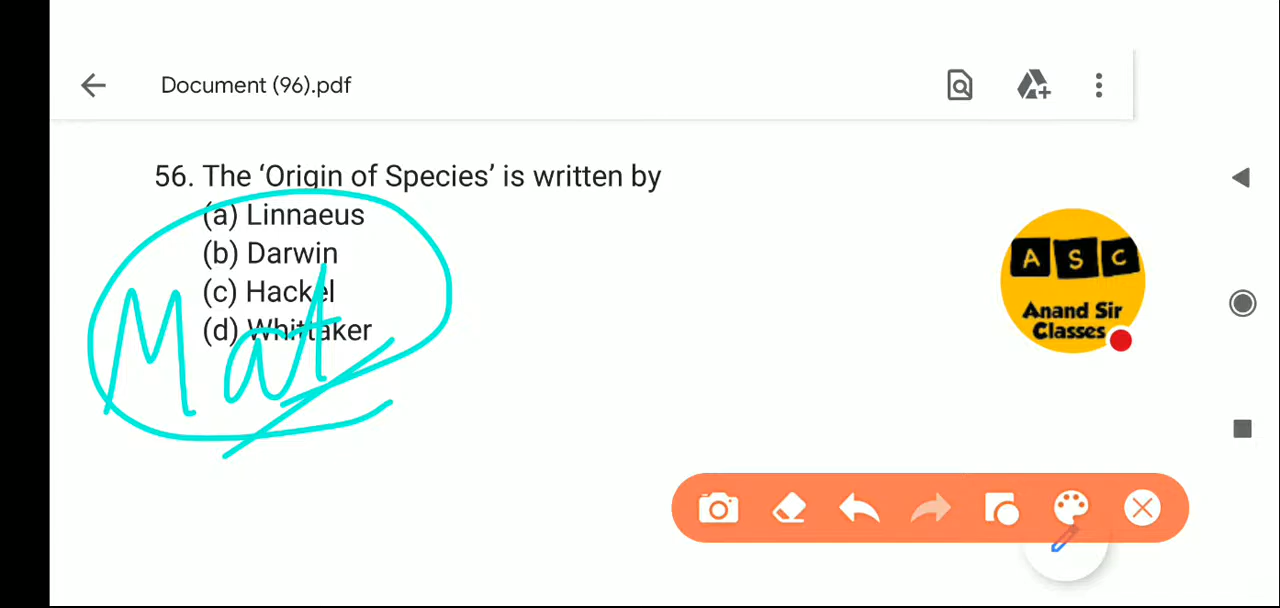 Document (96).pdf
56. The ‘Origin of Species’ is written by
(a) Linnaeus
(b) Darwin
(c) Hackel
(d) Whittaker
Mat
A S C
Anand Sir
Classes